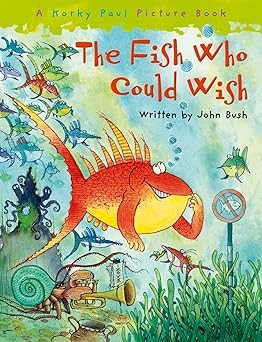 A Korky Paul Picture Book
The Fish Who
Could Wish
Written by John Bush